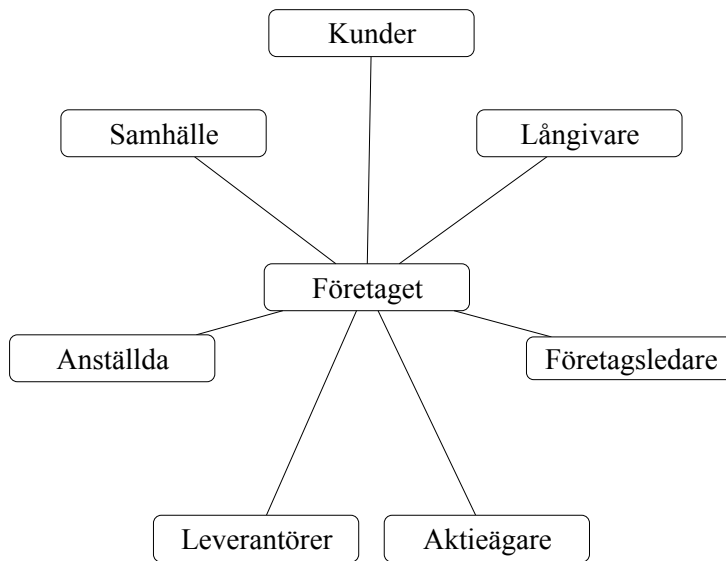 Kunder
Samhälle
Långivare
Företaget
Anställda
Företagsledare
Leverantörer
Aktieägare